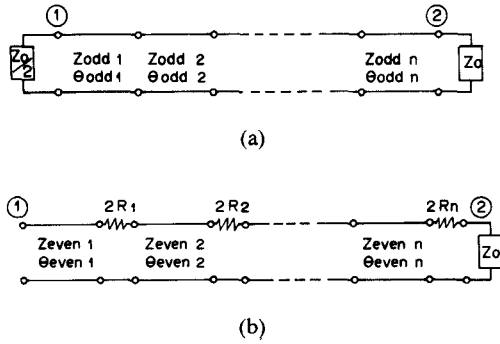 ① ②
Zo/2 Zodd 1 Zodd 2 Zodd n Zo
θodd 1 θodd 2 θodd n
(a)
① 2R1 2R2 2Rn ②
Zeven 1 Zeven 2 Zeven n Zo
θeven 1 θeven 2 θeven n
(b)